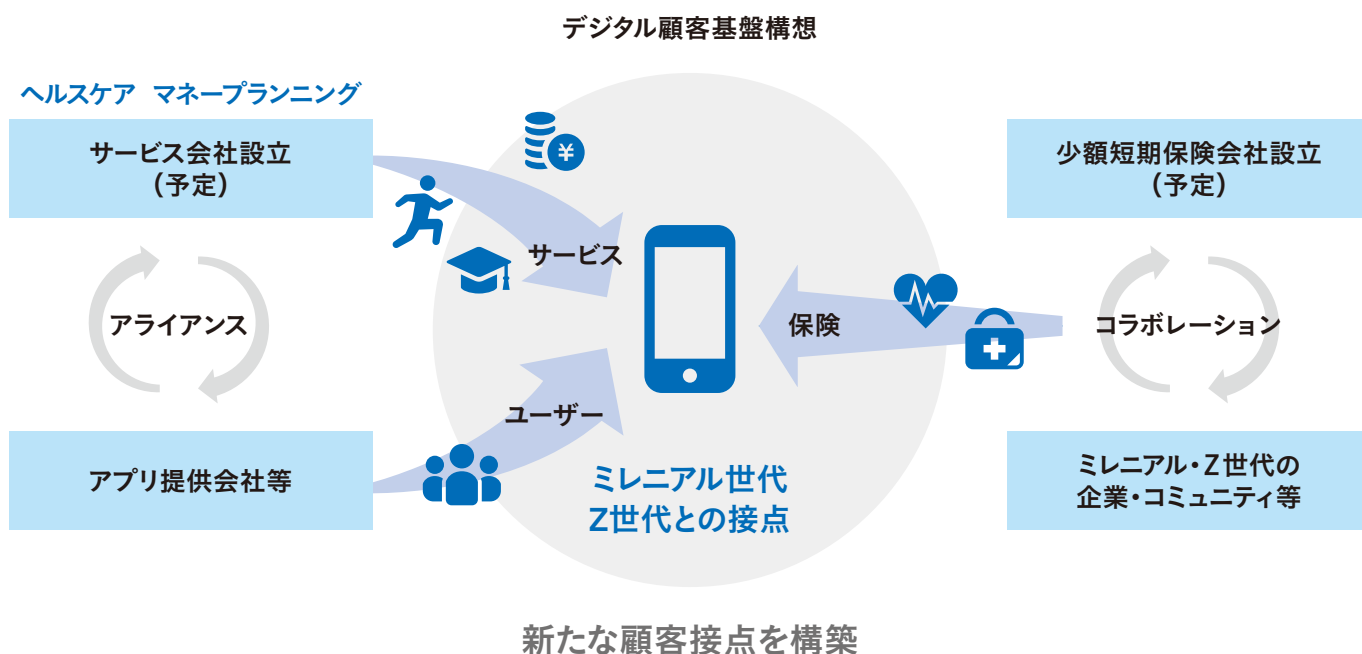 デジタル顧客基盤構想
ヘルスケア マネープランニング
サービス会社設立
(予定)
アライアンス
アプリ提供会社等
¥
サービス
ユーザー
保険
ミレニアル世代
Z世代との接点
少額短期保険会社設立
(予定)
コラボレーション
ミレニアル・Z世代の
企業・コミュニティ等
新たな顧客接点を構築